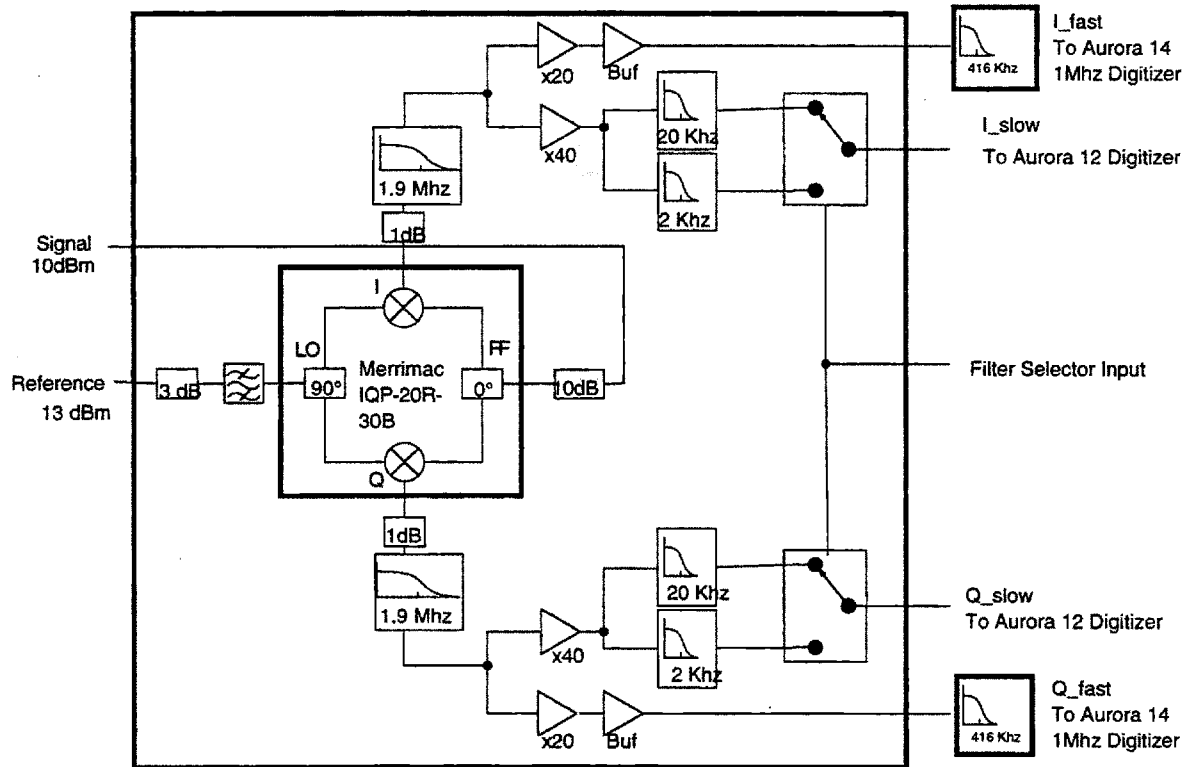 I_fast
To Aurora 14
1Mhz Digitizer
416 Khz
x20
Buf
x40
20 Khz
2 Khz
I_slow
To Aurora 12 Digitizer
1.9 Mhz
1dB
Signal
10dBm
I
LO
FF
Reference
13 dBm
3 dB
90°
Merrimac
IQP-20R-
30B
0°
10dB
Filter Selector Input
Q
1dB
1.9 Mhz
20 Khz
2 Khz
x40
Q_slow
To Aurora 12 Digitizer
x20
Buf
416 Khz
Q_fast
To Aurora 14
1Mhz Digitizer